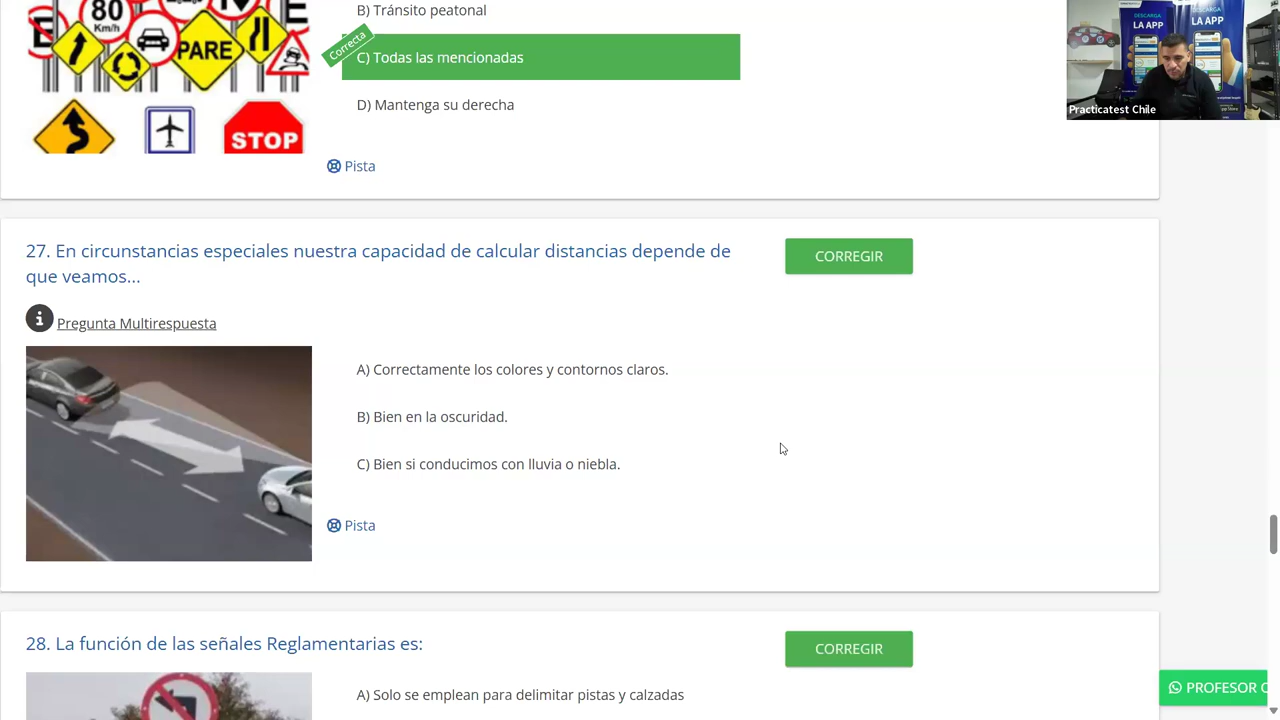 80
Km/h
PARE
STOP
B) Tránsito peatonal
Correcta
C) Todas las mencionadas
D) Mantenga su derecha
Pista
DESCARGA
LA APP
DESCARGA
LA APP
Practicatest Chile
27. En circunstancias especiales nuestra capacidad de calcular distancias depende de
que veamos...
CORREGIR
Pregunta Multirespuesta
A) Correctamente los colores y contornos claros.
B) Bien en la oscuridad.
C) Bien si conducimos con lluvia o niebla.
Pista
28. La función de las señales Reglamentarias es:
CORREGIR
A) Solo se emplean para delimitar pistas y calzadas
PROFESOR